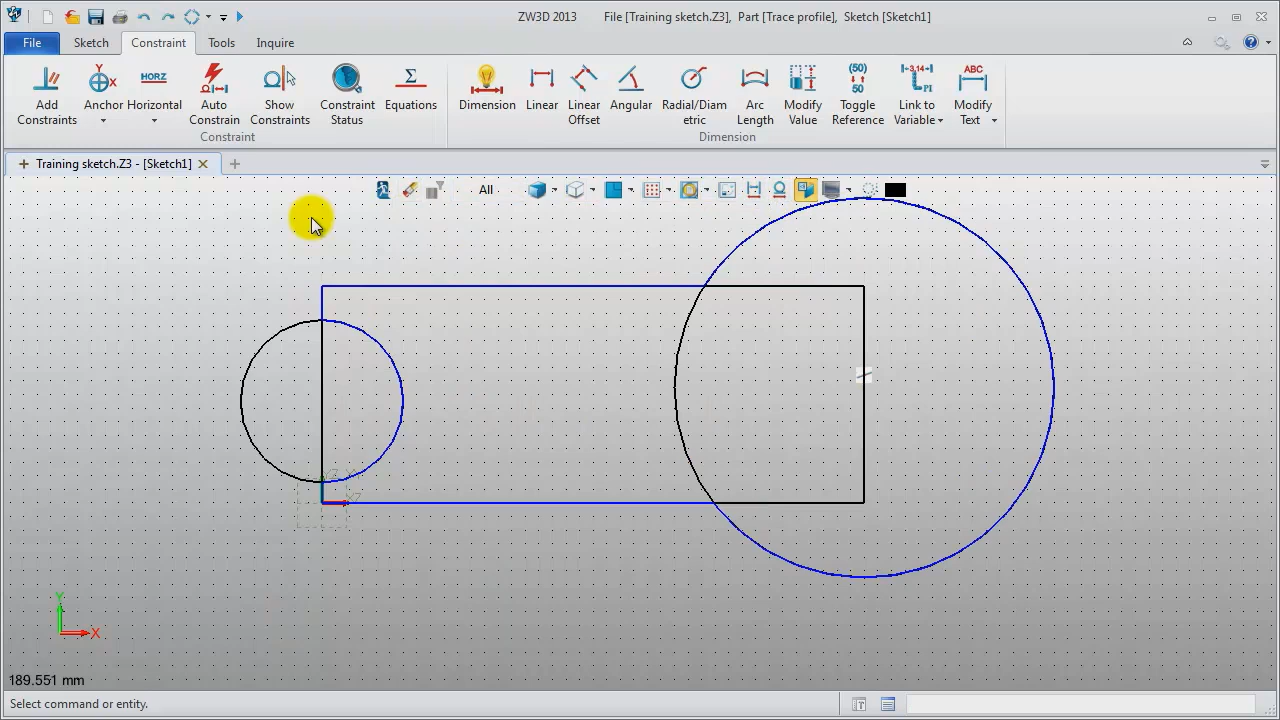 ZW3D 2013 File [Training sketch.Z3], Part [Trace profile], Sketch [Sketch1]
File Sketch Constraint Tools Inquire
Add Constraints
Anchor
HORZ
Horizontal
Auto Constraint
Show Constraints
Constraint Status
Σ
Equations
Constraint
Dimension
Linear
Linear Offset
Angular
Radial/Diam etric
Arc Length
Modify Value
(50)
50
Toggle Reference
Link to Variable
ABC
Modify Text
Dimension
Training sketch.Z3 - [Sketch1]
All
Y
X
189.551 mm
Select command or entity.